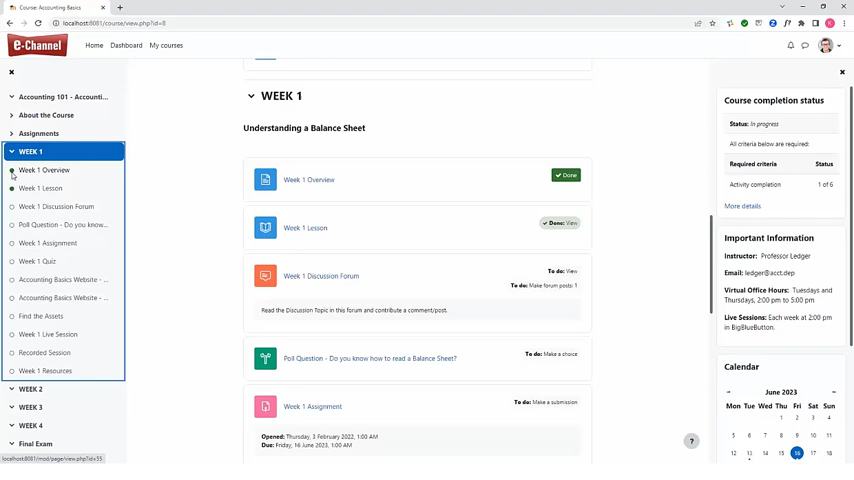 Course: Accounting Basics
localhost:8081/course/view.php?id=8
e-Channel
Home Dashboard My courses
Accounting 101 - Accounti...
About the Course
Assignments
WEEK 1
Week 1 Overview
Week 1 Lesson
Week 1 Discussion Forum
Poll Question - Do you know...
Week 1 Assignment
Week 1 Quiz
Accounting Basics Website - ...
Accounting Basics Website - ...
Find the Assets
Week 1 Live Session
Recorded Session
Week 1 Resources
WEEK 2
WEEK 3
WEEK 4
Final Exam
localhost:8081/mod/page/view.php?id=55
WEEK 1
Understanding a Balance Sheet
Week 1 Overview
Done
Week 1 Lesson
Done: View
Week 1 Discussion Forum
To do: View
To do: Make forum posts: 1
Read the Discussion Topic in this forum and contribute a comment/post.
Poll Question - Do you know how to read a Balance Sheet?
To do: Make a choice
Week 1 Assignment
To do: Make a submission
Opened: Thursday, 3 February 2022, 1:00 AM
Due: Friday, 16 June 2023, 1:00 AM
Course completion status
Status: In progress
All criteria below are required:
Required criteria Status
Activity completion 1 of 6
More details
Important Information
Instructor: Professor Ledger
Email: ledger@acct.dep
Virtual Office Hours: Tuesdays and
Thursdays, 2:00 pm to 5:00 pm
Live Sessions: Each week at 2:00 pm
in BigBlueButton.
Calendar
June 2023
Mon Tue Wed Thu Fri Sat Sun
1 2 3 4
5 6 7 8 9 10 11
12 13 14 15 16 17 18
?